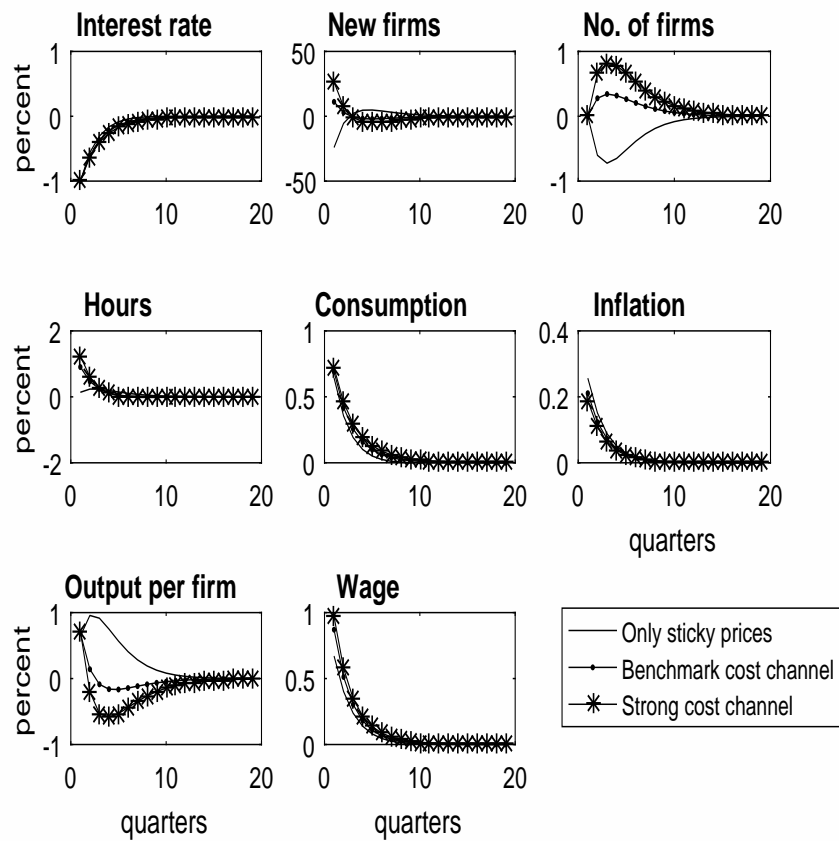 Interest rate
New firms
No. of firms
percent
1
0
-1
0
10
20
50
0
-50
0
10
20
1
0
-1
0
10
20
Hours
Consumption
Inflation
percent
2
0
-2
0
10
20
1
0.5
0
0
10
20
0.4
0.2
0
0
10
20
quarters
Output per firm
Wage
percent
1
0
-1
0
10
20
quarters
1
0.5
0
0
10
20
quarters
Only sticky prices
Benchmark cost channel
Strong cost channel